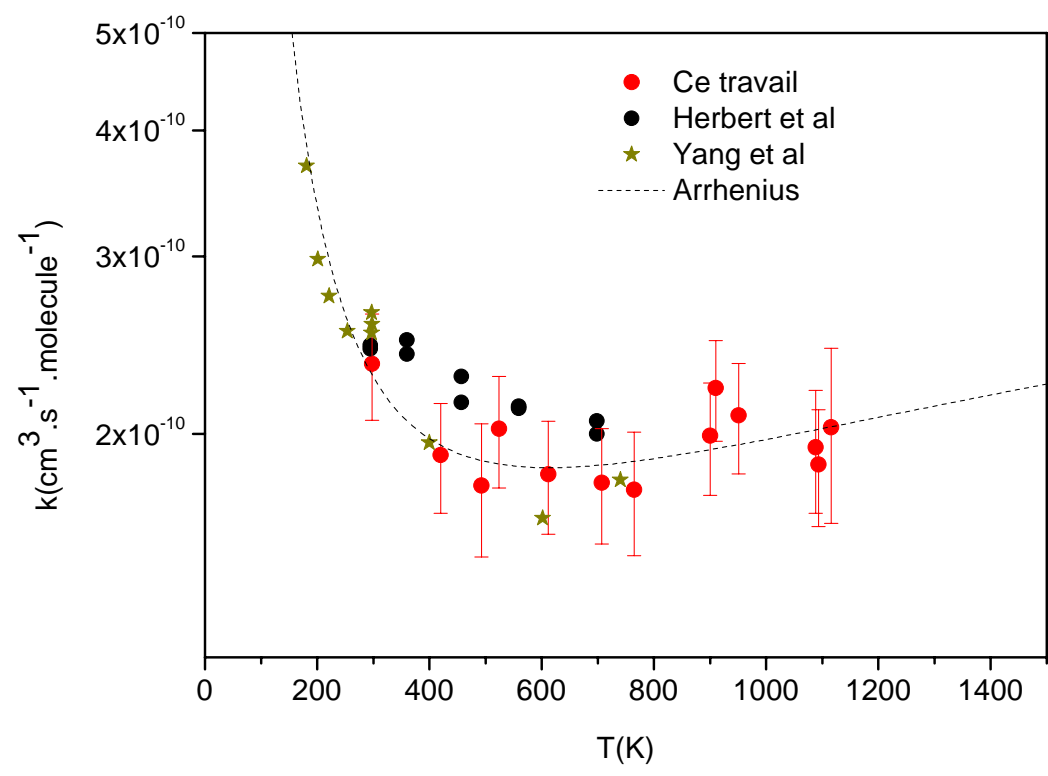 5x10⁻¹⁰
4x10⁻¹⁰
3x10⁻¹⁰
2x10⁻¹⁰
k(cm³.s⁻¹.molecule⁻¹)
Ce travail
Herbert et al
Yang et al
Arrhenius
0 200 400 600 800 1000 1200 1400
T(K)